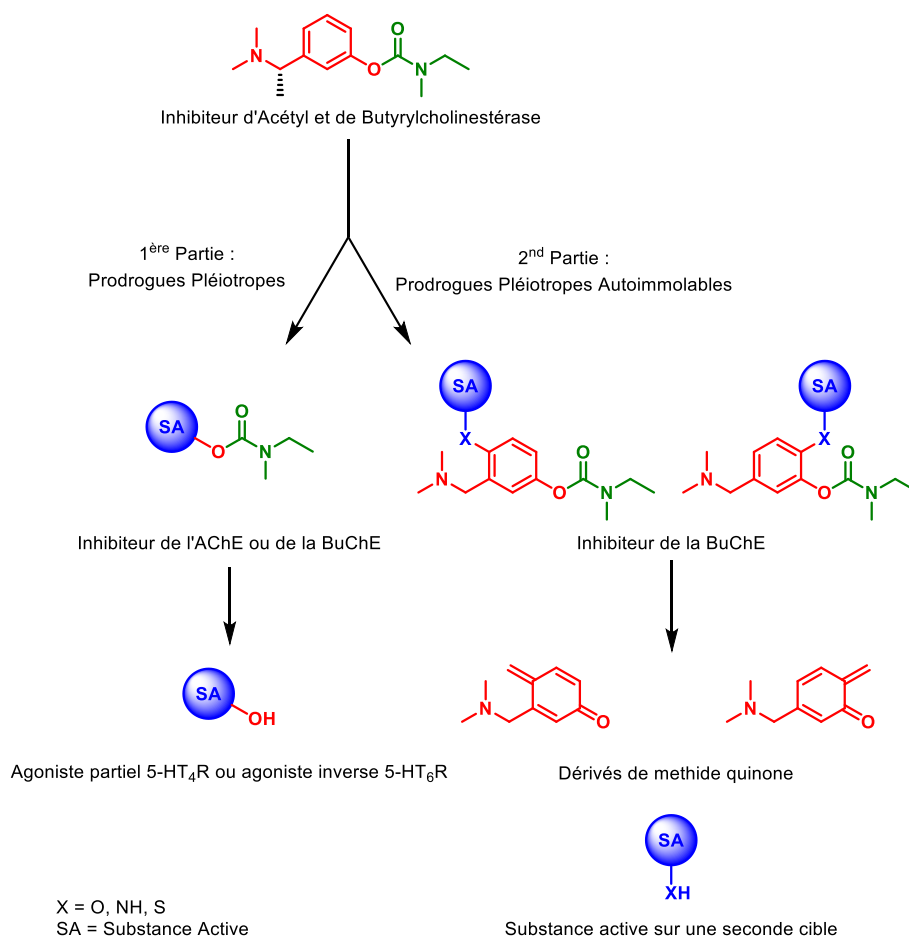 N
O
O
N
Inhibiteur d'Acétyl et de Butyrylcholinestérase
1ère Partie :
Prodrogues Pléiotropes
2nd Partie :
Prodrogues Pléiotropes Autoimmolables
SA
O
O
N
SA
X
N
O
O
N
SA
X
N
O
O
N
Inhibiteur de l'AChE ou de la BuChE
Inhibiteur de la BuChE
SA
OH
N
O
N
O
Agoniste partiel 5-HT4R ou agoniste inverse 5-HT6R
Dérivés de methide quinone
SA
XH
X = O, NH, S
SA = Substance Active
Substance active sur une seconde cible